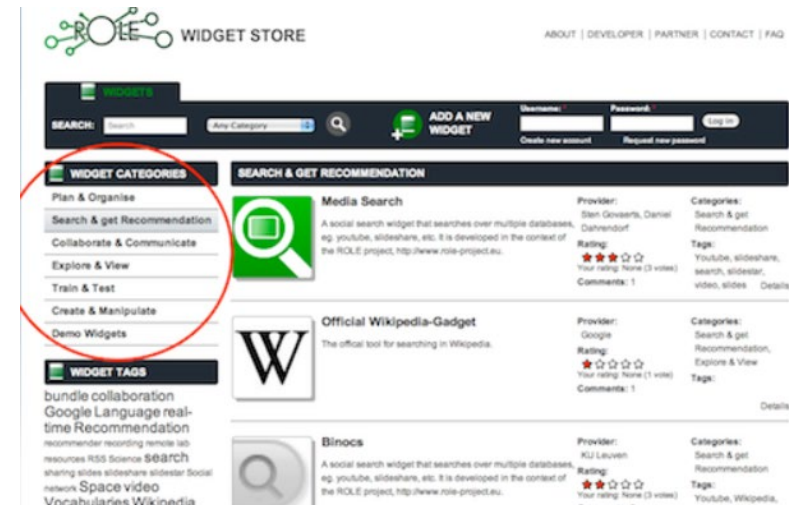 ROLE WIDGET STORE
ABOUT | DEVELOPER | PARTNER | CONTACT | FAQ
WIDGETS
SEARCH: Search Any Category
ADD A NEW WIDGET
Username: * Password: *
Log in
Create new account Request new password
WIDGET CATEGORIES
Plan & Organise
Search & get Recommendation
Collaborate & Communicate
Explore & View
Train & Test
Create & Manipulate
Demo Widgets
WIDGET TAGS
bundle collaboration
Google Language real-
time Recommendation
recommender recording remote lab
resources RSS Science search
sharing slides slideshare slidestar Social
network Space video
Vocabularies Wikipedia
SEARCH & GET RECOMMENDATION
Media Search
A social search widget that searches over multiple databases,
eg. youtube, slideshare, etc. It is developed in the context of
the ROLE project, http://www.role-project.eu.
Provider:
Sten Govaerts, Daniel
Dahrendorf
Rating:
Your rating: None (3 votes)
Comments: 1
Categories:
Search & get
Recommendation
Tags:
Youtube, slideshare,
search, slidestar,
video, slides
Details
Official Wikipedia-Gadget
The offical tool for searching in Wikipedia.
W
Provider:
Google
Rating:
Your rating: None (1 vote)
Comments: 1
Categories:
Search & get
Recommendation,
Explore & View
Tags:
Details
Binocs
A social search widget that searches over multiple databases,
eg. youtube, slideshare, etc. It is developed in the context of
the ROLE project, http://www.role-project.eu.
Provider:
KU Leuven
Rating:
Your rating: None (3 votes)
Categories:
Search & get
Recommendation
Tags:
Youtube, Wikipedia,